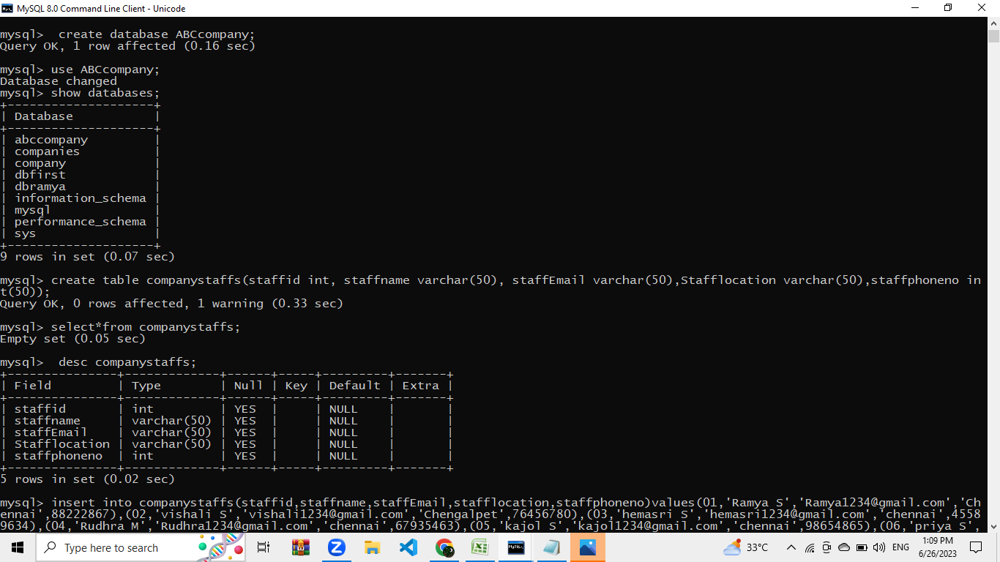 MySQL 8.0 Command Line Client - Unicode
mysql>  create database ABCcompany;
Query OK, 1 row affected (0.16 sec)
mysql> use ABCcompany;
Database changed
mysql> show databases;
+--------------------+
| Database           |
+--------------------+
| abccompany         |
| companies          |
| company            |
| dbfirst            |
| dbramya            |
| information_schema |
| mysql              |
| performance_schema |
| sys                |
+--------------------+
9 rows in set (0.07 sec)
mysql> create table companystaffs(staffid int, staffname varchar(50), staffEmail varchar(50),Stafflocation varchar(50),staffphoneno in
t(50));
Query OK, 0 rows affected, 1 warning (0.33 sec)
mysql> select*from companystaffs;
Empty set (0.05 sec)
mysql>  desc companystaffs;
+---------------+-------------+------+-----+---------+-------+
| Field         | Type        | Null | Key | Default | Extra |
+---------------+-------------+------+-----+---------+-------+
| staffid       | int         | YES  |     | NULL    |       |
| staffname     | varchar(50) | YES  |     | NULL    |       |
| staffEmail    | varchar(50) | YES  |     | NULL    |       |
| Stafflocation | varchar(50) | YES  |     | NULL    |       |
| staffphoneno  | int         | YES  |     | NULL    |       |
+---------------+-------------+------+-----+---------+-------+
5 rows in set (0.02 sec)
mysql> insert into companystaffs(staffid,staffname,staffEmail,stafflocation,staffphoneno)values(01,'Ramya S','Ramya1234@gmail.com','Ch
ennai',88222867),(02,'vishali S','vishali1234@gmail.com','Chengalpet',76456780),(03,'hemasri S','hemasri1234@gmail.com','chennai',4558
9634),(04,'Rudhra M','Rudhra1234@gmail.com','chennai',67935463),(05,'kajol S','kajol1234@gmail.com','chennai',98654865),(06,'priya S',
Type here to search
33°C
ENG
1:09 PM
6/26/2023